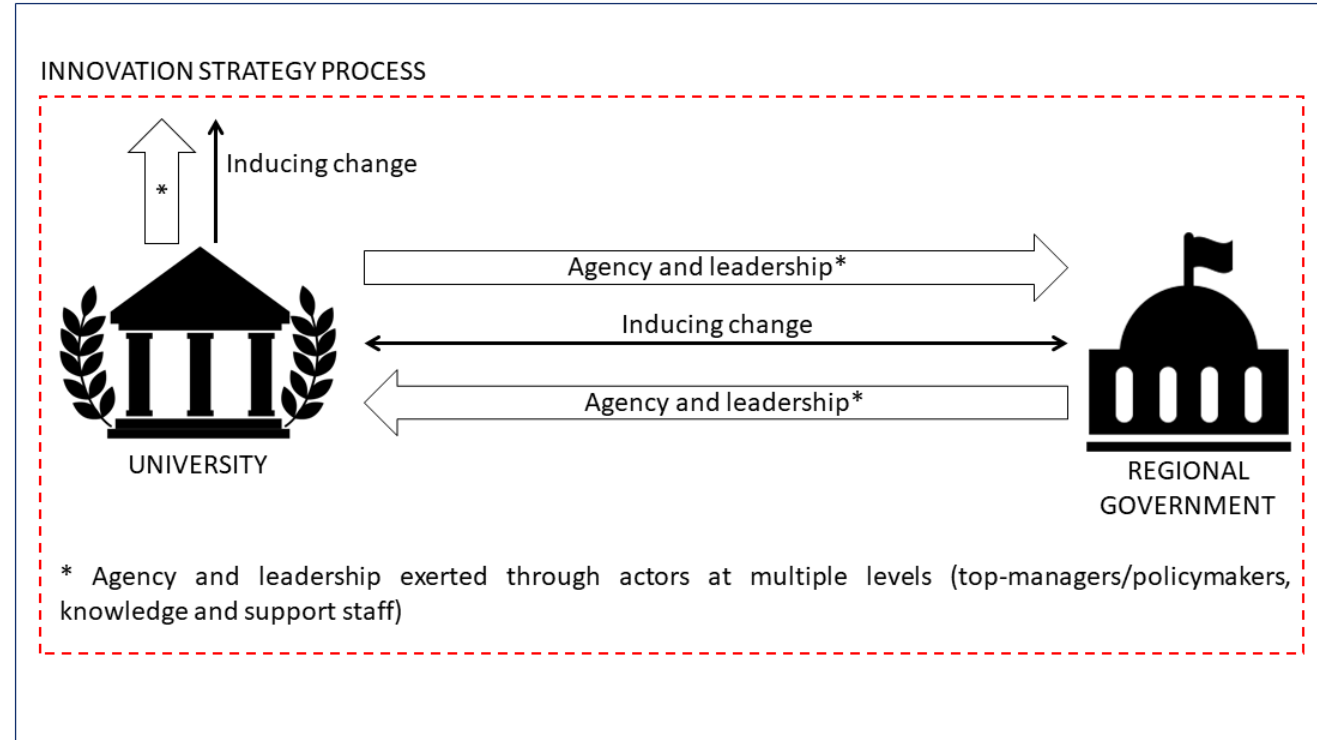 INNOVATION STRATEGY PROCESS
*
Inducing change
Agency and leadership*
Inducing change
Agency and leadership*
UNIVERSITY
REGIONAL
GOVERNMENT
* Agency and leadership exerted through actors at multiple levels (top-managers/policymakers,
knowledge and support staff)